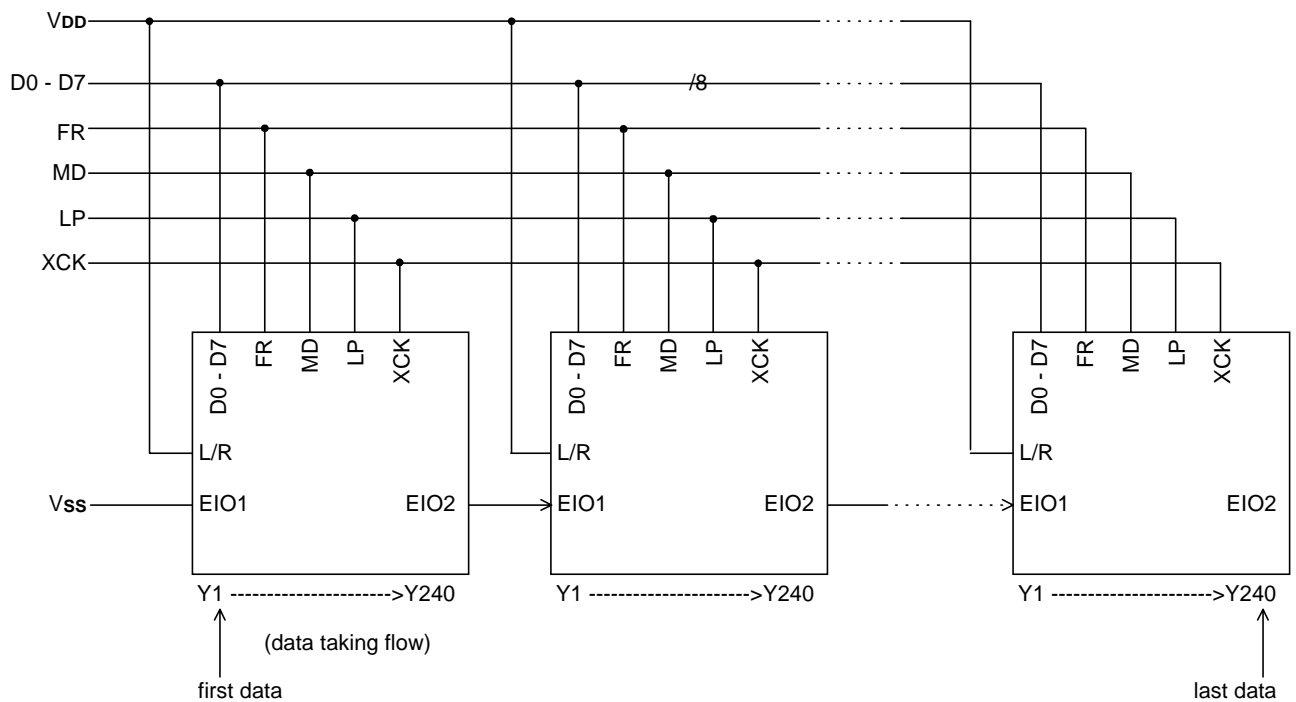 VDD
D0 - D7
/8
FR
MD
LP
XCK
D0 - D7 FR MD LP XCK
D0 - D7 FR MD LP XCK
D0 - D7 FR MD LP XCK
L/R
L/R
L/R
VSS
EIO1 EIO2
EIO1 EIO2
EIO1 EIO2
Y1 ---------------------->Y240
Y1 ---------------------->Y240
Y1 ---------------------->Y240
(data taking flow)
first data
last data